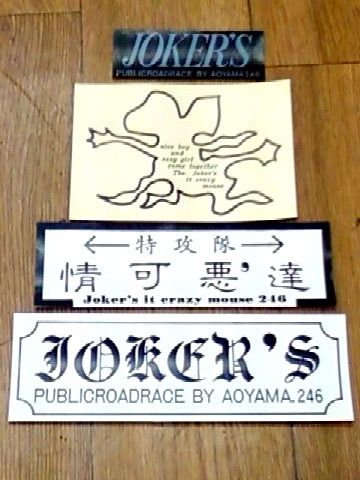 JOKER'S
PUBLICROADRACE BY AOYAMA.246
nice boy
and
sexy girl
come together
The Joker's
it crazy
mouse
←特攻隊→
情可悪'達
Joker's it crazy mouse 246
JOKER'S
PUBLICROADRACE BY AOYAMA.246